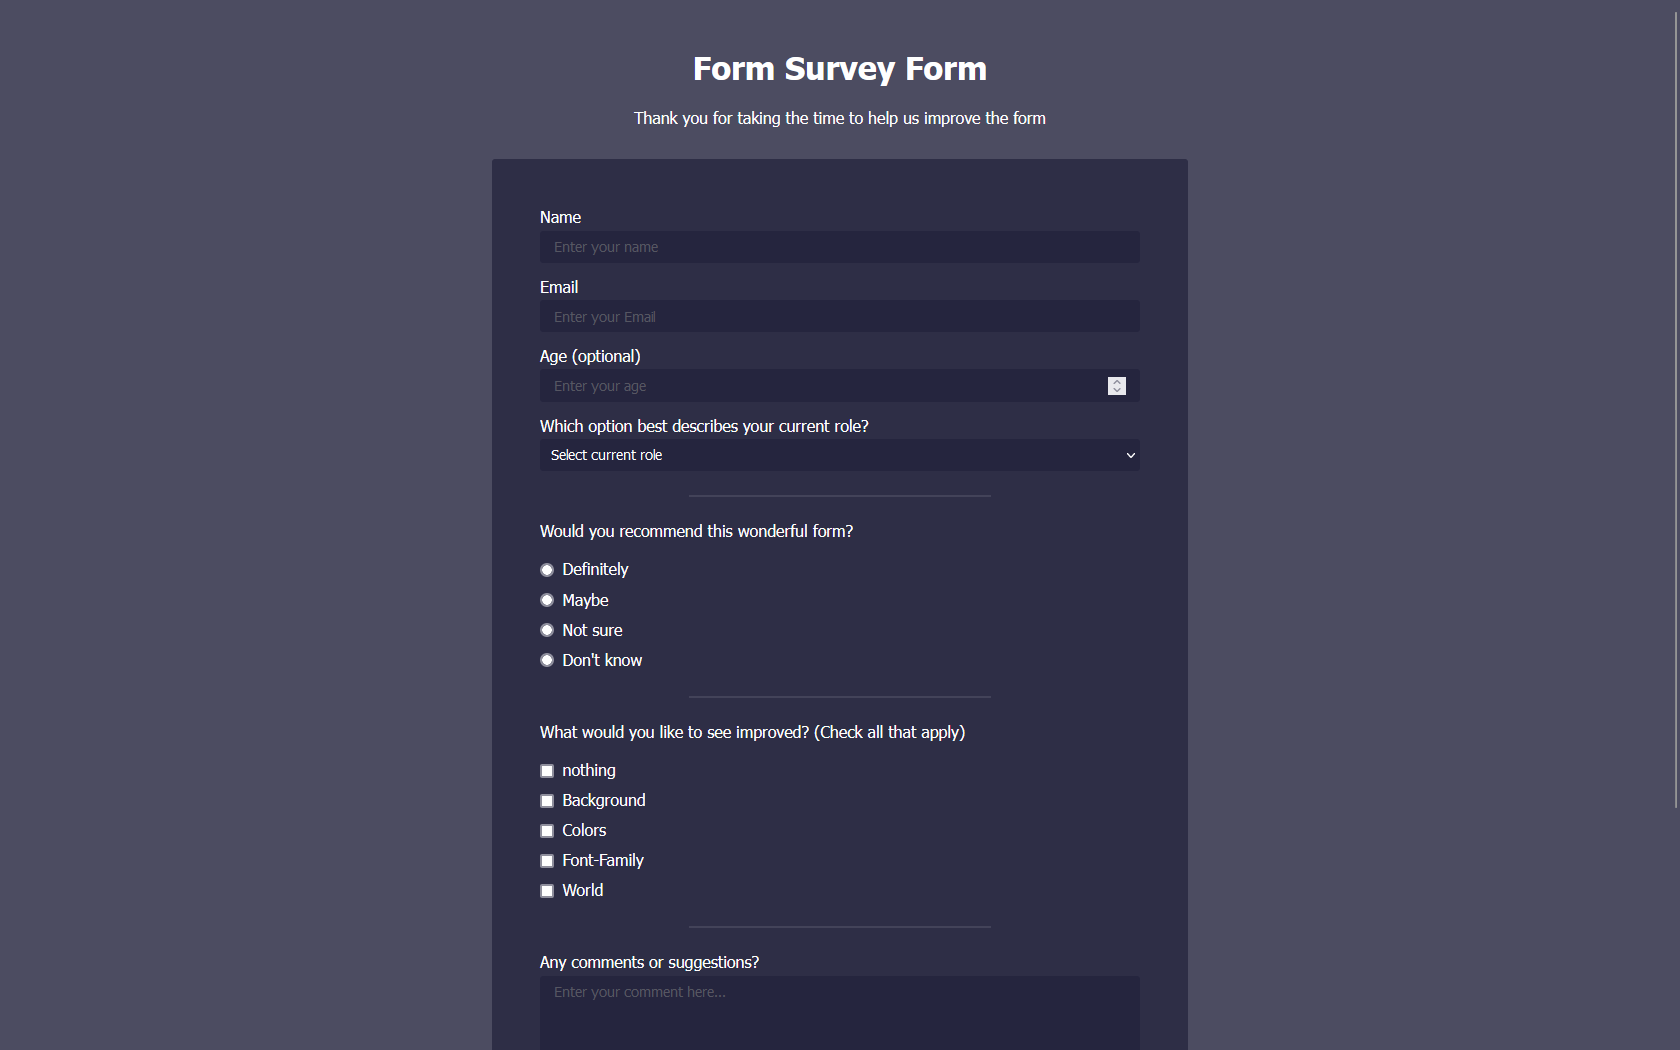 Form Survey Form
Thank you for taking the time to help us improve the form
Name
Enter your name
Email
Enter your Email
Age (optional)
Enter your age
Which option best describes your current role?
Select current role
Would you recommend this wonderful form?
Definitely
Maybe
Not sure
Don't know
What would you like to see improved? (Check all that apply)
nothing
Background
Colors
Font-Family
World
Any comments or suggestions?
Enter your comment here...